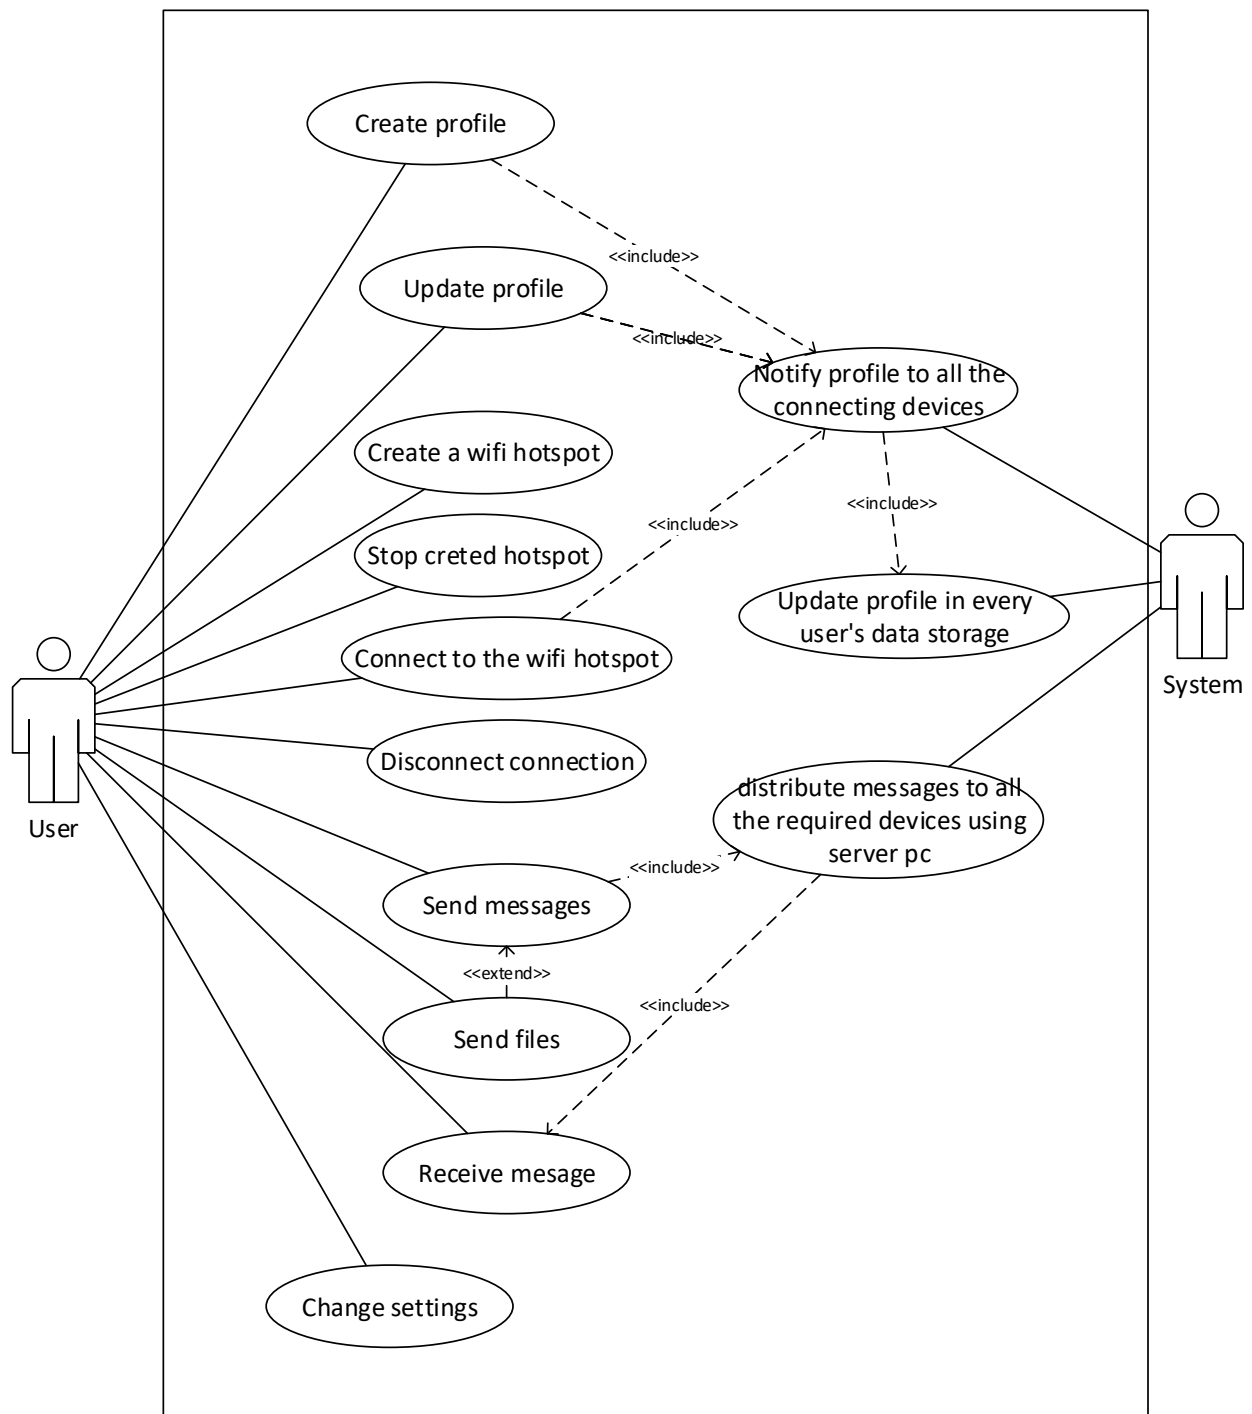 Create profile
<<include>>
Update profile
<<include>>
Notify profile to all the
connecting devices
Create a wifi hotspot
<<include>>
<<include>>
Stop creted hotspot
Update profile in every
user's data storage
Connect to the wifi hotspot
System
Disconnect connection
distribute messages to all
the required devices using
server pc
User
<<include>>
Send messages
<<extend>>
<<include>>
Send files
Receive mesage
Change settings